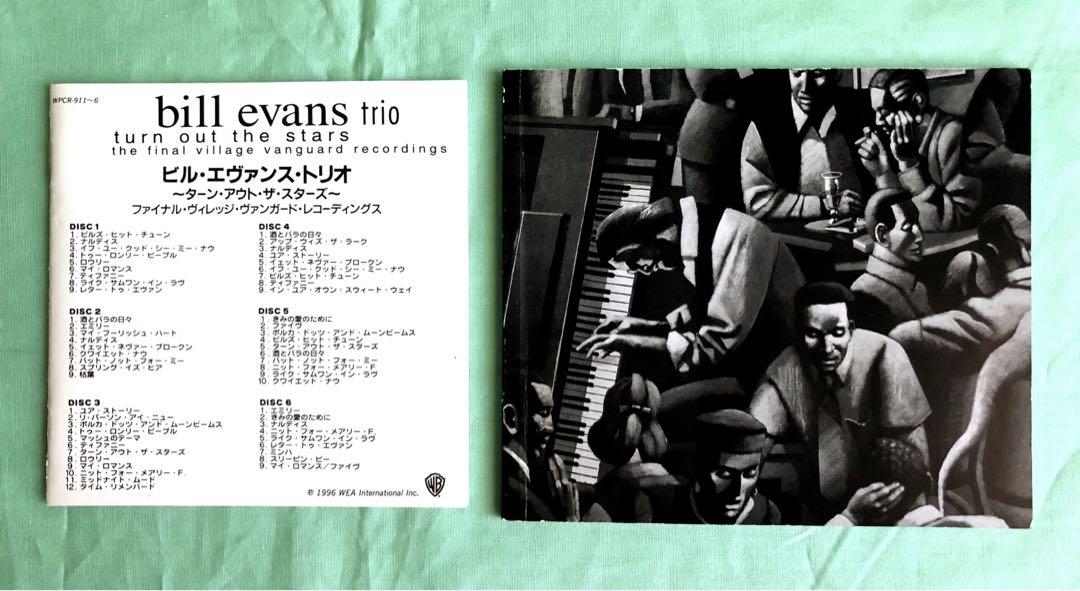 WPCR-911~6
bill evans trio
turn out the stars
the final village vanguard recordings
ビル・エヴァンス・トリオ
~ターン・アウト・ザ・スターズ~
ファイナル・ヴィレッジ・ヴァンガード・レコーディングス
DISC 1
1. ビルズ・ヒット・チューン
2. ナルディス
3. イフ・ユー・クッド・シー・ミー・ナウ
4. トゥー・ロンリー・ピープル
5. ロウリー
6. マイ・ロマンス
7. ティファニー
8. ライク・サムワン・イン・ラヴ
9. レター・トゥ・エヴァン
DISC 2
1. 酒とバラの日々
2. エミリー
3. マイ・フーリッシュ・ハート
4. ナルディス
5. イェット・ネヴァー・ブロークン
6. クワイエット・ナウ
7. バット・ノット・フォー・ミー
8. スプリング・イズ・ヒア
9. 枯葉
DISC 3
1. ユア・ストーリー
2. リ・パーソン・アイ・ニュー
3. ポルカ・ドッツ・アンド・ムーンビームス
4. トゥー・ロンリー・ピープル
5. マッシュのテーマ
6. ティファニー
7. ターン・アウト・ザ・スターズ
8. ロウリー
9. マイ・ロマンス
10. ニット・フォー・メアリー・F.
11. ミッドナイト・ムード
12. タイム・リメンバード
DISC 4
1. 酒とバラの日々
2. アップ・ウィズ・ザ・ラーク
3. ナルディス
4. ユア・ストーリー
5. イェット・ネヴァー・ブロークン
6. イフ・ユー・クッド・シー・ミー・ナウ
7. ビルズ・ヒット・チューン
8. ティファニー
9. イン・ユア・オウン・スウィート・ウェイ
DISC 5
1. きみの愛のために
2. ファイヴ
3. ポルカ・ドッツ・アンド・ムーンビームス
4. ビルズ・ヒット・チューン
5. ターン・アウト・ザ・スターズ
6. 酒とバラの日々
7. バット・ノット・フォー・ミー
8. ニット・フォー・メアリー・F.
9. ライク・サムワン・イン・ラヴ
10. クワイエット・ナウ
DISC 6
1. エミリー
2. きみの愛のために
3. ナルディス
4. ニット・フォー・メアリー・F.
5. ライク・サムワン・イン・ラヴ
6. レター・トゥ・エヴァン
7. ミンハ
8. スリーピン・ビー
9. マイ・ロマンス/ファイヴ
℗ 1996 WEA International Inc.
WB